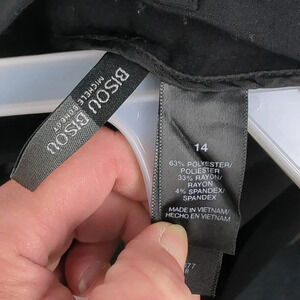 BISOU BISOU
MICHELE BOHBOT
14
63% POLYESTER/
POLIESTER
33% RAYON/
RAYON
4% SPANDEX/
SPANDEX
MADE IN VIETNAM/
HECHO EN VIETNAM